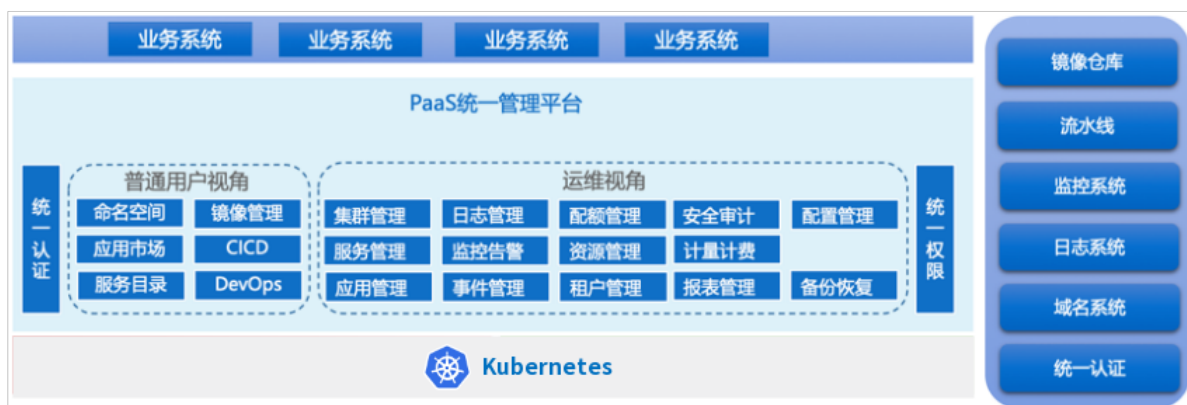 业务系统 业务系统 业务系统 业务系统
PaaS统一管理平台
统一认证
普通用户视角
命名空间 镜像管理
应用市场 CICD
服务目录 DevOps
运维视角
集群管理 日志管理 配额管理 安全审计 配置管理
服务管理 监控告警 资源管理 计量计费
应用管理 事件管理 租户管理 报表管理 备份恢复
统一权限
Kubernetes
镜像仓库
流水线
监控系统
日志系统
域名系统
统一认证